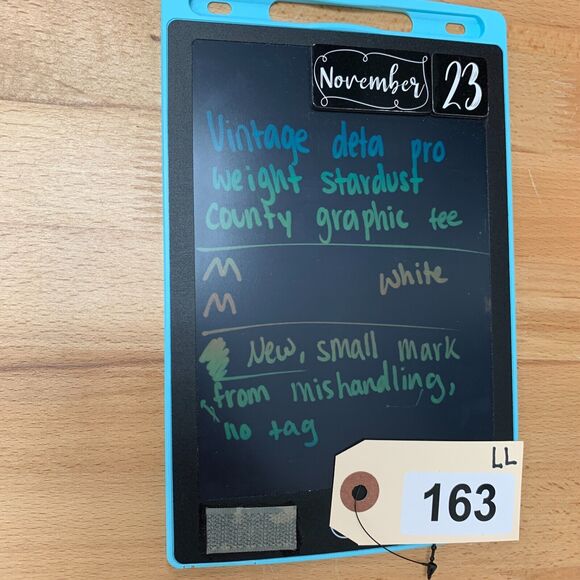 November 23
Vintage deta pro
weight stardust
county graphic tee
M white
M
New, small mark
from mishandling,
no tag
LL
163